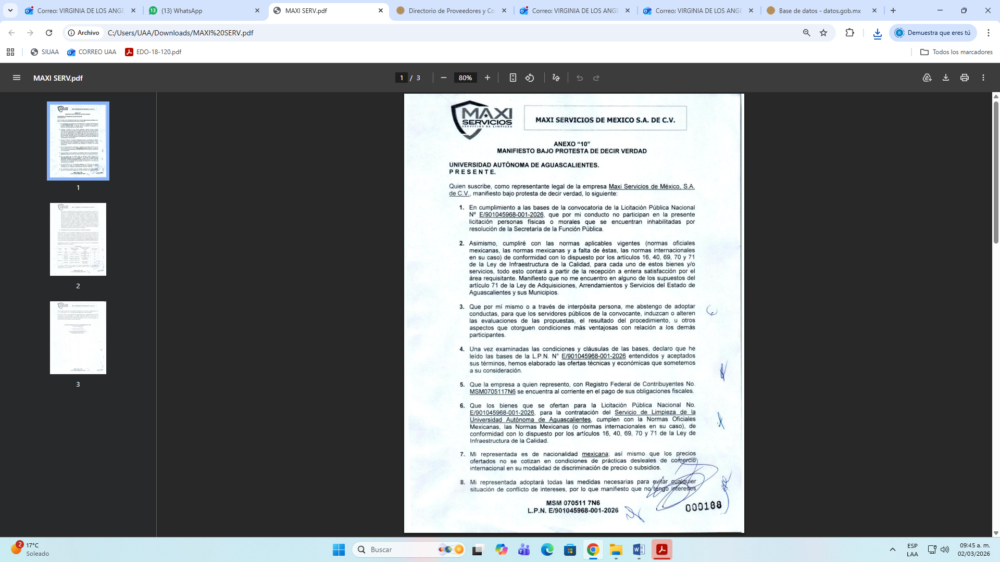 Correo: VIRGINIA DE LOS ANGE
(13) WhatsApp
MAXI SERV.pdf
Directorio de Proveedores y Co
Correo: VIRGINIA DE LOS ANGE
Correo: VIRGINIA DE LOS ANGE
Base de datos - datos.gob.mx
Archivo
C:/Users/UAA/Downloads/MAXI%20SERV.pdf
Demuestra que eres tú
SIUAA
CORREO UAA
EDO-18-120.pdf
Todos los marcadores
MAXI SERV.pdf
1 / 3
80%
1
2
3
MAXI
SERVICIOS
SERVICIOS DE LIMPIEZA
MAXI SERVICIOS DE MEXICO S.A. DE C.V.
ANEXO “10”
MANIFIESTO BAJO PROTESTA DE DECIR VERDAD
UNIVERSIDAD AUTÓNOMA DE AGUASCALIENTES.
P R E S E N T E.
Quien suscribe, como representante legal de la empresa Maxi Servicios de México, S.A.
de C.V., manifiesto bajo protesta de decir verdad, lo siguiente:
1. En cumplimiento a las bases de la convocatoria de la Licitación Pública Nacional
Nº E/901045968-001-2026, que por mi conducto no participan en la presente
licitación personas físicas o morales que se encuentran inhabilitadas por
resolución de la Secretaría de la Función Pública.
2. Asimismo, cumpliré con las normas aplicables vigentes (normas oficiales
mexicanas, las normas mexicanas y a falta de éstas, las normas internacionales
en su caso) de conformidad con lo dispuesto por los artículos 16, 40, 69, 70 y 71
de la Ley de Infraestructura de la Calidad, para cada uno de estos bienes y/o
servicios, todo esto contará a partir de la recepción a entera satisfacción por el
área requisitante. Manifiesto que no me encuentro en alguno de los supuestos del
artículo 71 de la Ley de Adquisiciones, Arrendamientos y Servicios del Estado de
Aguascalientes y sus Municipios.
3. Que por mí mismo o a través de interpósita persona, me abstengo de adoptar
conductas, para que los servidores públicos de la convocante, induzcan o alteren
las evaluaciones de las propuestas, el resultado del procedimiento, u otros
aspectos que otorguen condiciones más ventajosas con relación a los demás
participantes.
4. Una vez examinadas las condiciones y cláusulas de las bases, declaro que he
leído las bases de la L.P.N. N° E/901045968-001-2026 entendidos y aceptados
sus términos, hemos elaborado las ofertas técnicas y económicas que sometemos
a su consideración.
5. Que la empresa a quien represento, con Registro Federal de Contribuyentes No.
MSM0705117N6 se encuentra al corriente en el pago de sus obligaciones fiscales.
6. Que los bienes que se ofertan para la Licitación Pública Nacional No.
E/901045968-001-2026, para la contratación del Servicio de Limpieza de la
Universidad Autónoma de Aguascalientes, cumplen con la Normas Oficiales
Mexicanas, las Normas Mexicanas (o normas internacionales en su caso), de
conformidad con lo dispuesto por los artículos 16, 40, 69, 70 y 71 de la Ley de
Infraestructura de la Calidad.
7. Mi representada es de nacionalidad mexicana; así mismo que los precios
ofertados no se cotizan en condiciones de prácticas desleales de comercio
internacional en su modalidad de discriminación de precio o subsidios.
8. Mi representada adoptará todas las medidas necesarias para evitar cualquier
situación de conflicto de intereses, por lo que manifiesto que no tengo intereses
MSM 070511 7N6
L.P.N. E/901045968-001-2026
000188
2
17°C
Soleado
Buscar
ESP
LAA
09:45 a. m.
02/03/2026